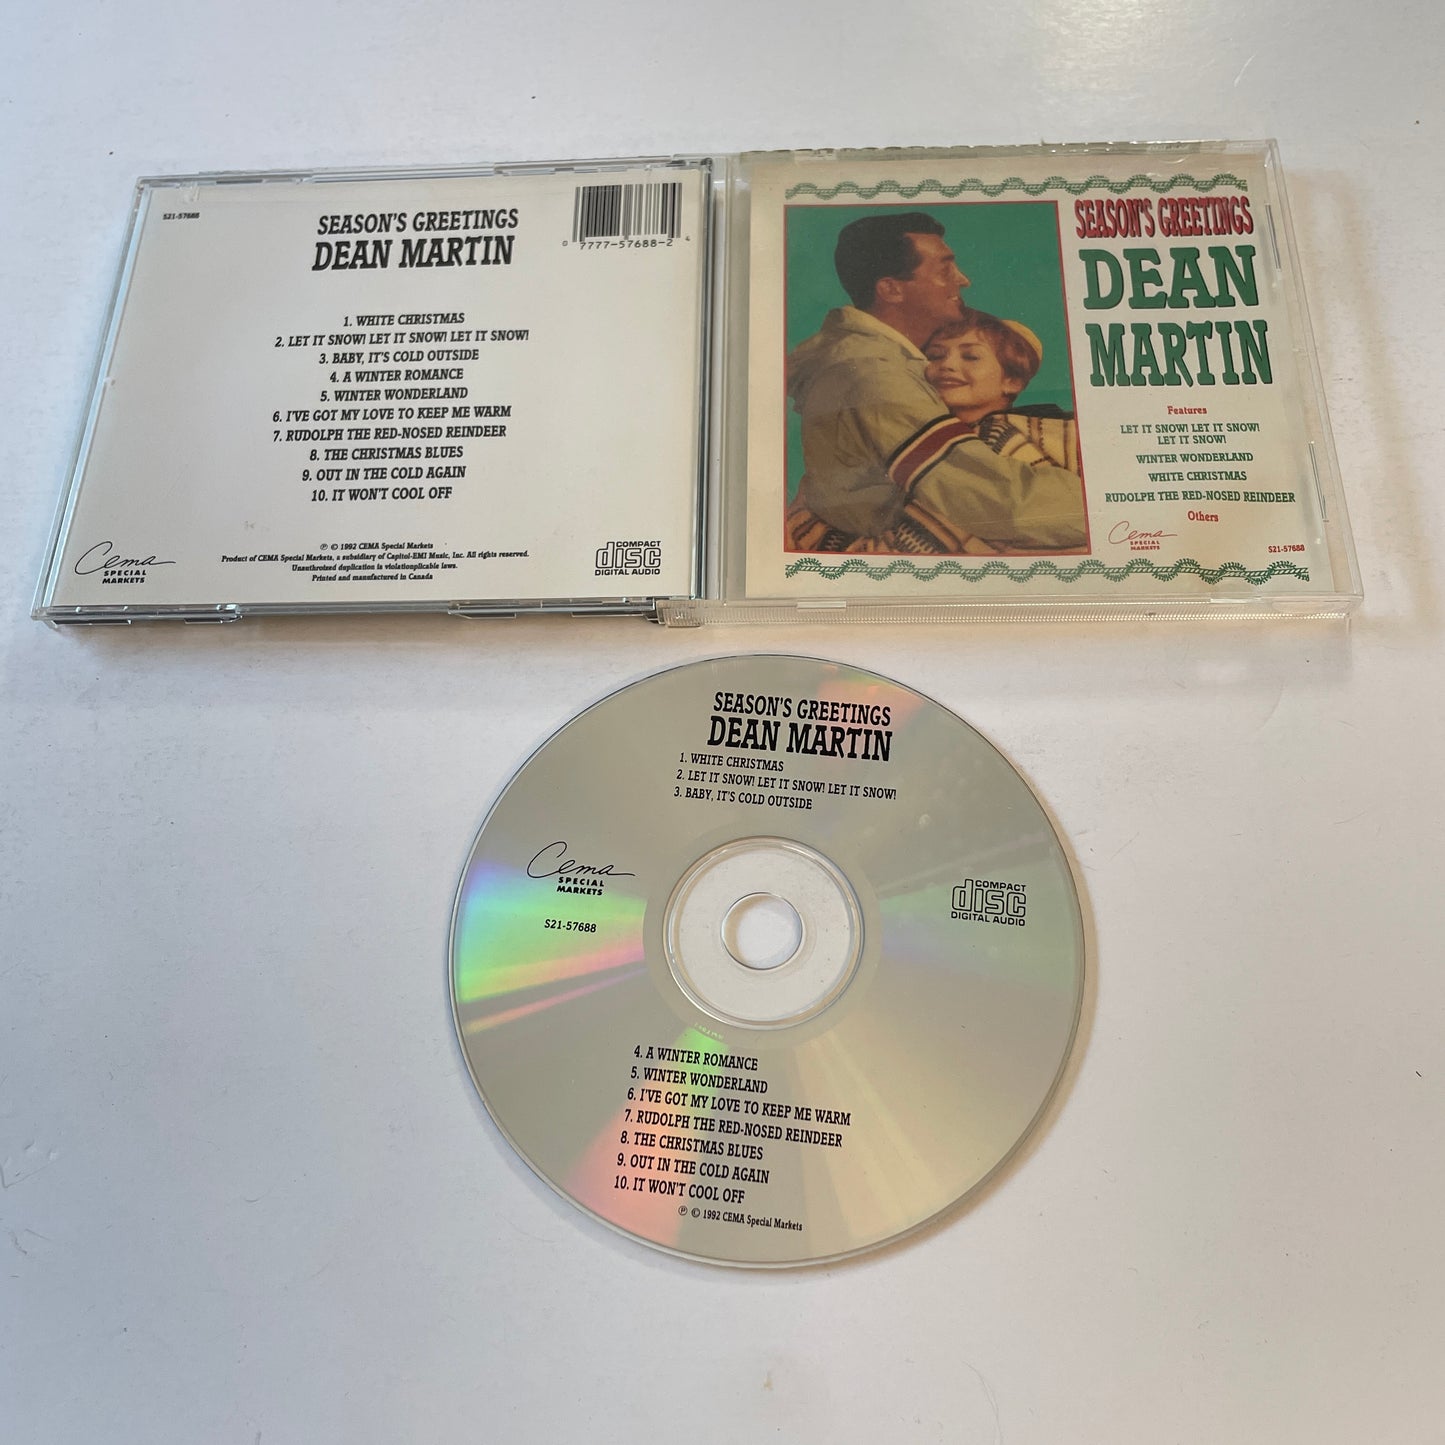 S21-57688
SEASON'S GREETINGS
DEAN MARTIN
0 7777-57688-2 4
1. WHITE CHRISTMAS
2. LET IT SNOW! LET IT SNOW! LET IT SNOW!
3. BABY, IT'S COLD OUTSIDE
4. A WINTER ROMANCE
5. WINTER WONDERLAND
6. I'VE GOT MY LOVE TO KEEP ME WARM
7. RUDOLPH THE RED-NOSED REINDEER
8. THE CHRISTMAS BLUES
9. OUT IN THE COLD AGAIN
10. IT WON'T COOL OFF
Cema
SPECIAL
MARKETS
℗ © 1992 CEMA Special Markets
Product of CEMA Special Markets, a subsidiary of Capitol-EMI Music, Inc. All rights reserved.
Unauthroized duplication is violationplicable laws.
Printed and manufactured in Canada
COMPACT
disc
DIGITAL AUDIO
SEASON'S GREETINGS
DEAN
MARTIN
Features
LET IT SNOW! LET IT SNOW!
LET IT SNOW!
WINTER WONDERLAND
WHITE CHRISTMAS
RUDOLPH THE RED-NOSED REINDEER
Others
Cema
SPECIAL
MARKETS
S21-57688
SEASON'S GREETINGS
DEAN MARTIN
1. WHITE CHRISTMAS
2. LET IT SNOW! LET IT SNOW! LET IT SNOW!
3. BABY, IT'S COLD OUTSIDE
Cema
SPECIAL
MARKETS
S21-57688
COMPACT
disc
DIGITAL AUDIO
4. A WINTER ROMANCE
5. WINTER WONDERLAND
6. I'VE GOT MY LOVE TO KEEP ME WARM
7. RUDOLPH THE RED-NOSED REINDEER
8. THE CHRISTMAS BLUES
9. OUT IN THE COLD AGAIN
10. IT WON'T COOL OFF
℗ © 1992 CEMA Special Markets